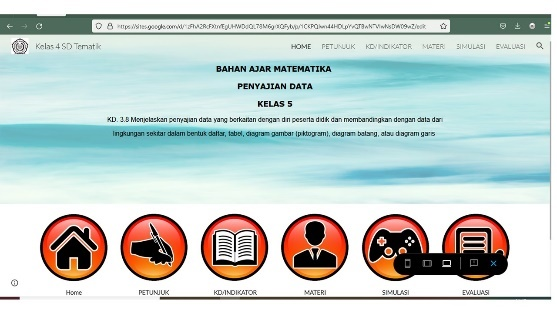 Kelas 4 SD Tematik
HOME PETUNJUK KD/INDIKATOR MATERI SIMULASI EVALUASI
BAHAN AJAR MATEMATIKA
PENYAJIAN DATA
KELAS 5
KD. 3.8 Menjelaskan penyajian data yang berkaitan dengan diri peserta didik dan membandingkan dengan data dari
lingkungan sekitar dalam bentuk daftar, tabel, diagram gambar (piktogram), diagram batang, atau diagram garis
Home PETUNJUK KD/INDIKATOR MATERI SIMULASI EVALUASI